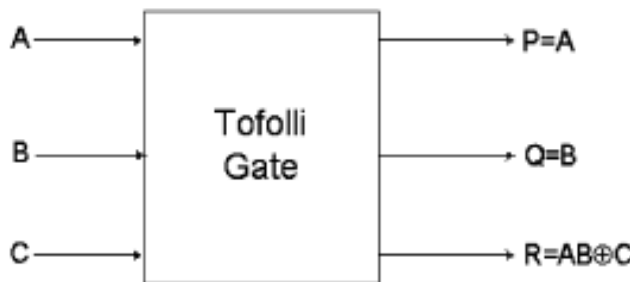 A
P=A
Tofolli
Gate
B
Q=B
C
R=AB⊕C